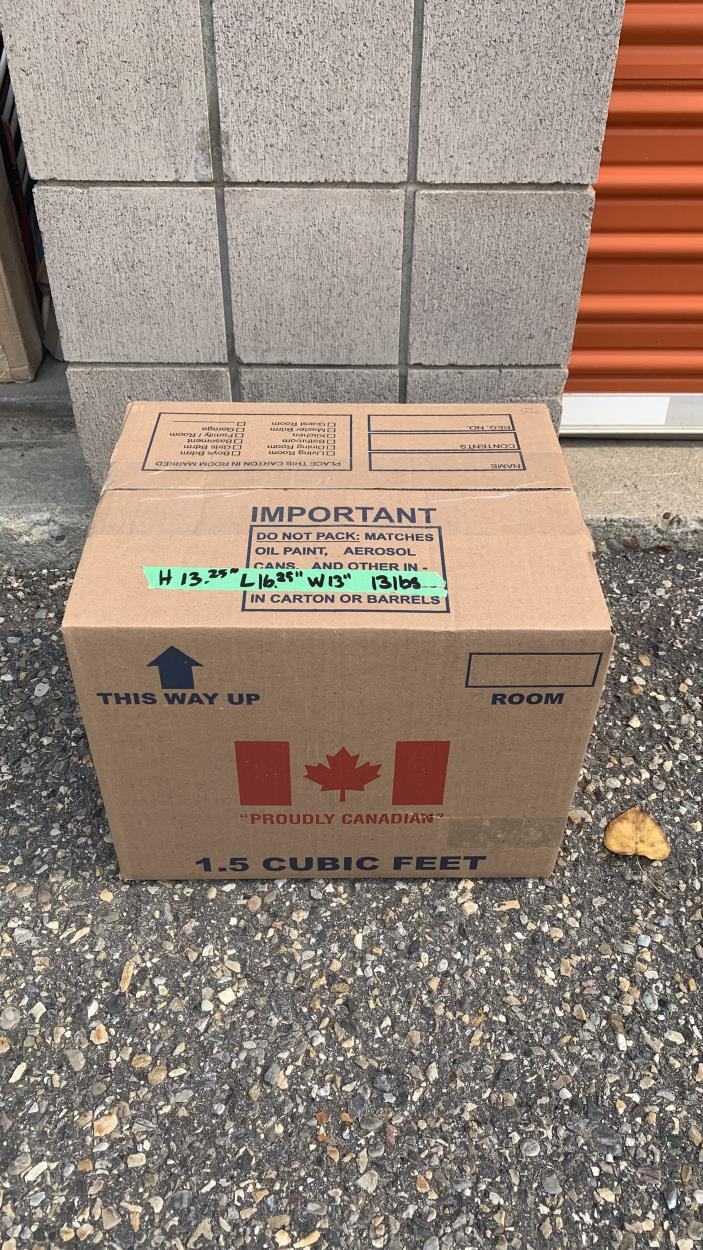 NAME
CONTENTS
REG. NO.
PLACE THIS CARTON IN ROOM MARKED
Living Room
Dining Room
Bathroom
Kitchen
Master Bdrm
Guest Room
Boys Bdrm
Girls Bdrm
Basement
Family / Room
Garage
IMPORTANT
DO NOT PACK: MATCHES
OIL PAINT, AEROSOL
CANS, AND OTHER IN -
H 13.25" L 16.25" W 13" 13lbs
IN CARTON OR BARRELS
THIS WAY UP
ROOM
"PROUDLY CANADIAN"
1.5 CUBIC FEET